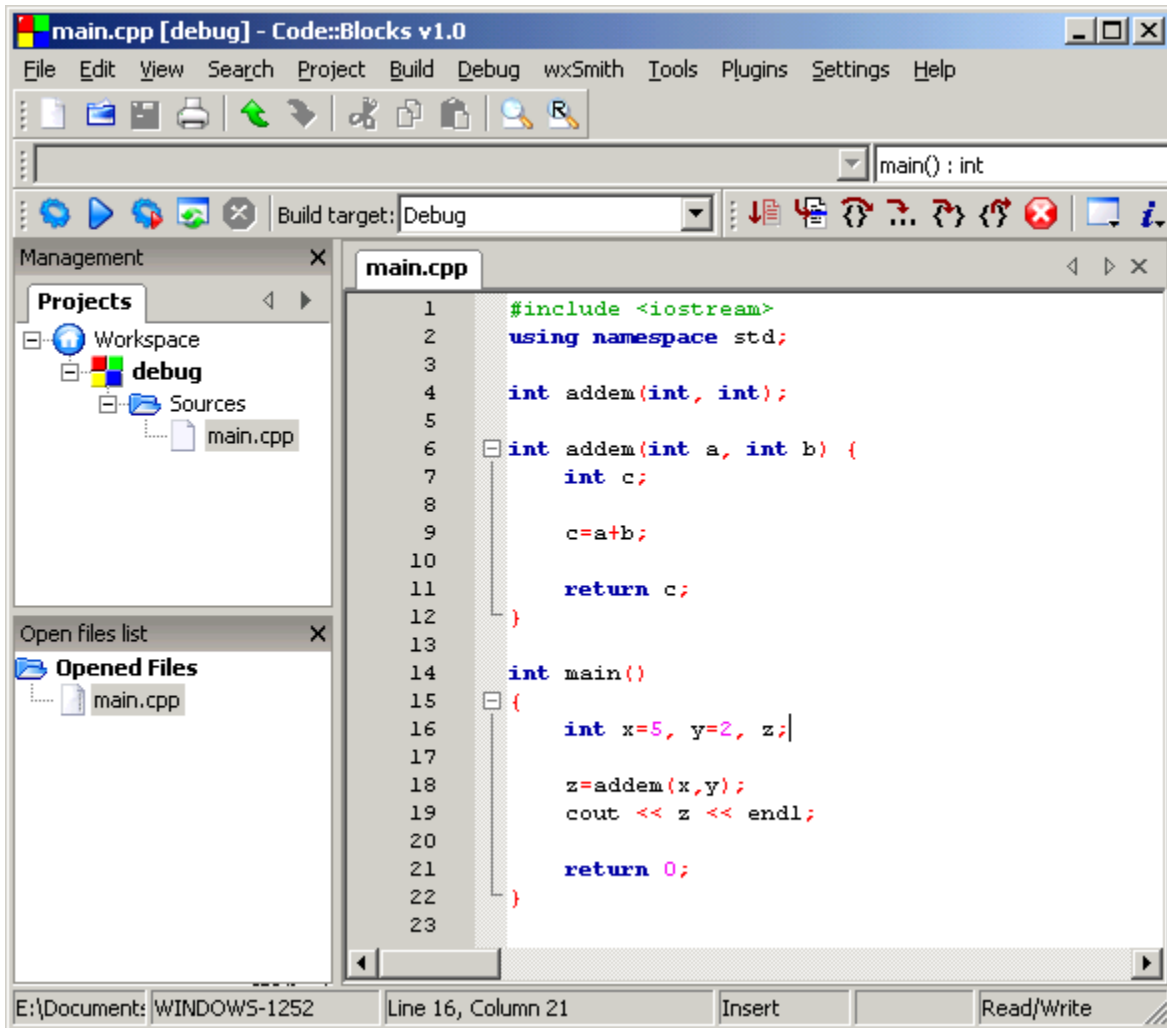 main.cpp [debug] - Code::Blocks v1.0
File Edit View Search Project Build Debug wxSmith Tools Plugins Settings Help
R
main() : int
Build target: Debug
Management
Projects
Workspace
debug
Sources
main.cpp
Open files list
Opened Files
main.cpp
main.cpp
1 #include <iostream>
2 using namespace std;
3
4 int addem(int, int);
5
6 int addem(int a, int b) {
7 int c;
8
9 c=a+b;
10
11 return c;
12 }
13
14 int main()
15 {
16 int x=5, y=2, z;
17
18 z=addem(x,y);
19 cout << z << endl;
20
21 return 0;
22 }
23
E:\Documents WINDOWS-1252 Line 16, Column 21 Insert Read/Write